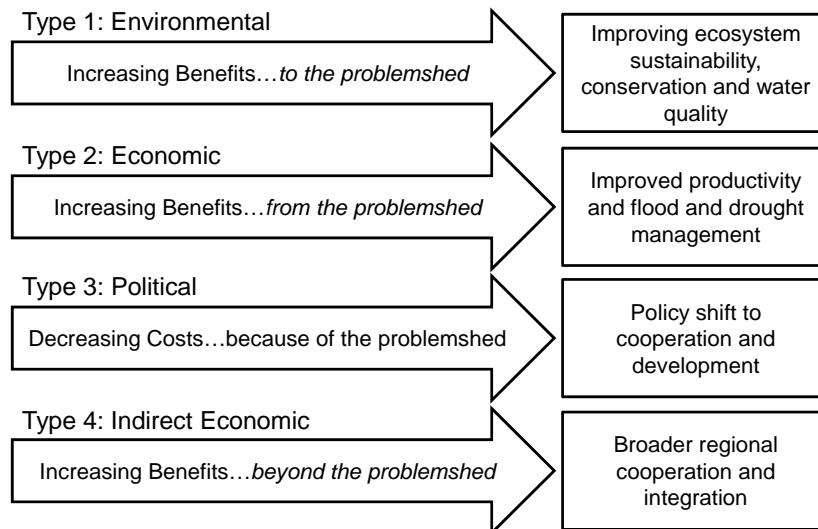 Type 1: Environmental
Increasing Benefits…to the problemshed
Improving ecosystem
sustainability,
conservation and water
quality
Type 2: Economic
Increasing Benefits…from the problemshed
Improved productivity
and flood and drought
management
Type 3: Political
Decreasing Costs…because of the problemshed
Policy shift to
cooperation and
development
Type 4: Indirect Economic
Increasing Benefits…beyond the problemshed
Broader regional
cooperation and
integration